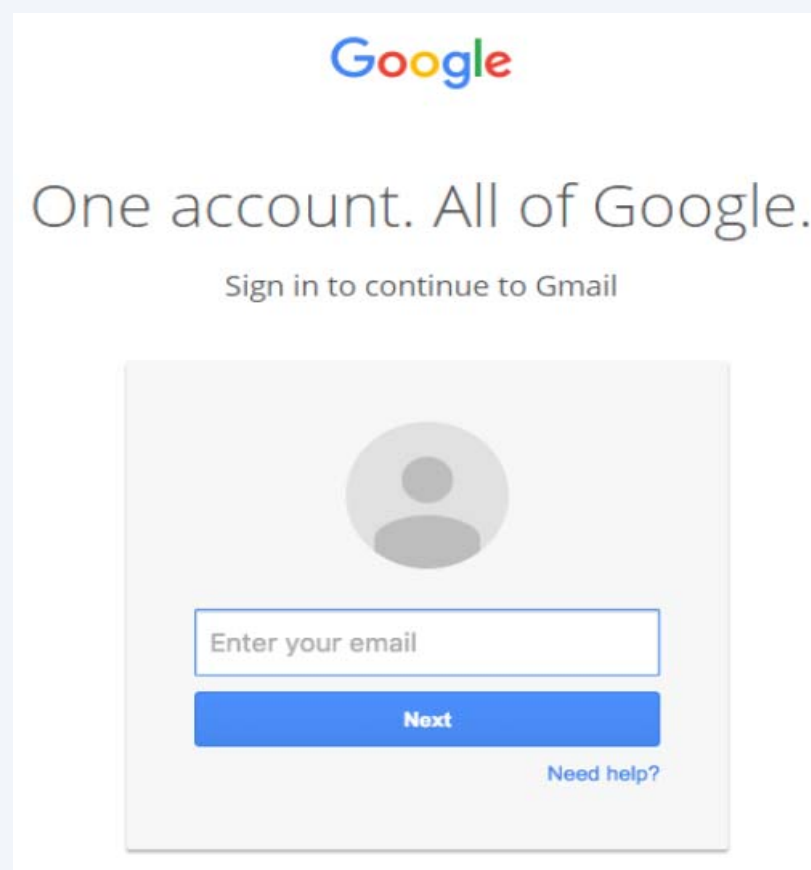 Google
One account. All of Google.
Sign in to continue to Gmail
Enter your email
Next
Need help?